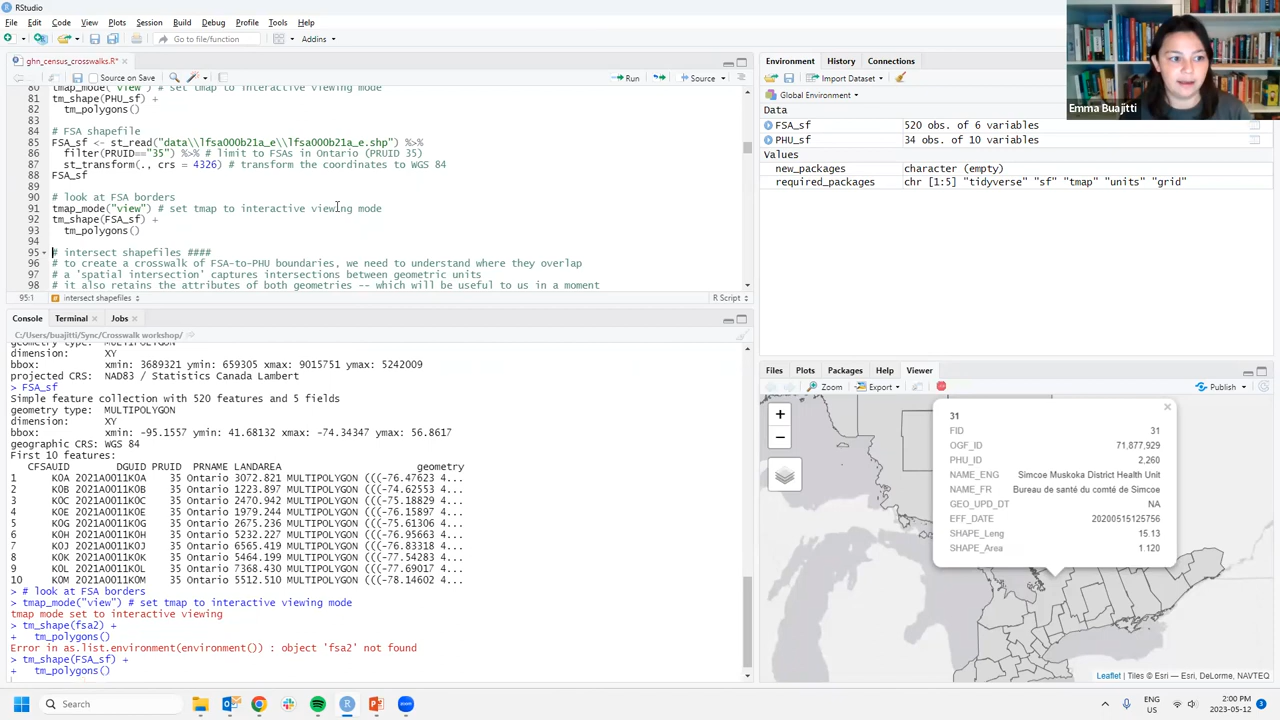 RStudio
File Edit Code View Plots Session Build Debug Profile Tools Help
Go to file/function
Addins
ghn_census_crosswalks.R*
Source on Save
Run
Source
80 tmap_mode("view") # set tmap to interactive viewing mode
81 tm_shape(PHU_sf) +
82 tm_polygons()
83
84 # FSA shapefile
85 FSA_sf <- st_read("data\\lfsa000b21a_e\\lfsa000b21a_e.shp") %>%
86 filter(PRUID=="35") %>% # limit to FSAs in Ontario (PRUID 35)
87 st_transform(., crs = 4326) # transform the coordinates to WGS 84
88 FSA_sf
89
90 # look at FSA borders
91 tmap_mode("view") # set tmap to interactive viewing mode
92 tm_shape(FSA_sf) +
93 tm_polygons()
94
95 # intersect shapefiles ####
96 # to create a crosswalk of FSA-to-PHU boundaries, we need to understand where they overlap
97 # a 'spatial intersection' captures intersections between geometric units
98 # it also retains the attributes of both geometries -- which will be useful to us in a moment
95:1 intersect shapefiles R Script
Console Terminal Jobs
C:/Users/buajitti/Sync/Crosswalk workshop/
geometry type: MULTIPOLYGON
dimension: XY
bbox: xmin: 3689321 ymin: 659305 xmax: 9015751 ymax: 5242009
projected CRS: NAD83 / Statistics Canada Lambert
> FSA_sf
Simple feature collection with 520 features and 5 fields
geometry type: MULTIPOLYGON
dimension: XY
bbox: xmin: -95.1557 ymin: 41.68132 xmax: -74.34347 ymax: 56.8617
geographic CRS: WGS 84
First 10 features:
CFSAUID DGUID PRUID PRNAME LANDAREA geometry
1 K0A 2021A0011K0A 35 Ontario 3072.821 MULTIPOLYGON (((-76.47623 4...
2 K0B 2021A0011K0B 35 Ontario 1223.897 MULTIPOLYGON (((-74.62553 4...
3 K0C 2021A0011K0C 35 Ontario 2470.942 MULTIPOLYGON (((-75.18829 4...
4 K0E 2021A0011K0E 35 Ontario 1979.244 MULTIPOLYGON (((-76.15897 4...
5 K0G 2021A0011K0G 35 Ontario 2675.236 MULTIPOLYGON (((-75.61306 4...
6 K0H 2021A0011K0H 35 Ontario 5232.227 MULTIPOLYGON (((-76.95663 4...
7 K0J 2021A0011K0J 35 Ontario 6565.419 MULTIPOLYGON (((-76.83318 4...
8 K0K 2021A0011K0K 35 Ontario 5464.199 MULTIPOLYGON (((-77.54283 4...
9 K0L 2021A0011K0L 35 Ontario 7368.430 MULTIPOLYGON (((-77.69017 4...
10 K0M 2021A0011K0M 35 Ontario 5512.510 MULTIPOLYGON (((-78.14602 4...
> # look at FSA borders
> tmap_mode("view") # set tmap to interactive viewing mode
tmap mode set to interactive viewing
> tm_shape(fsa2) +
+ tm_polygons()
Error in as.list.environment(environment()) : object 'fsa2' not found
> tm_shape(FSA_sf) +
+ tm_polygons()
Environment History Connections
Import Dataset
Global Environment
Data
FSA_sf 520 obs. of 6 variables
PHU_sf 34 obs. of 10 variables
Values
new_packages character (empty)
required_packages chr [1:5] "tidyverse" "sf" "tmap" "units" "grid"
Files Plots Packages Help Viewer
Zoom Export Publish
+
−
31
FID 31
OGF_ID 71,877,929
PHU_ID 2,260
NAME_ENG Simcoe Muskoka District Health Unit
NAME_FR Bureau de santé du comté de Simcoe
GEO_UPD_DT NA
EFF_DATE 20200515125756
SHAPE_Leng 15.13
SHAPE_Area 1.120
Leaflet | Tiles © Esri — Esri, DeLorme, NAVTEQ
Emma Buajitti
Search
ENG
US
2:00 PM
2023-05-12
3